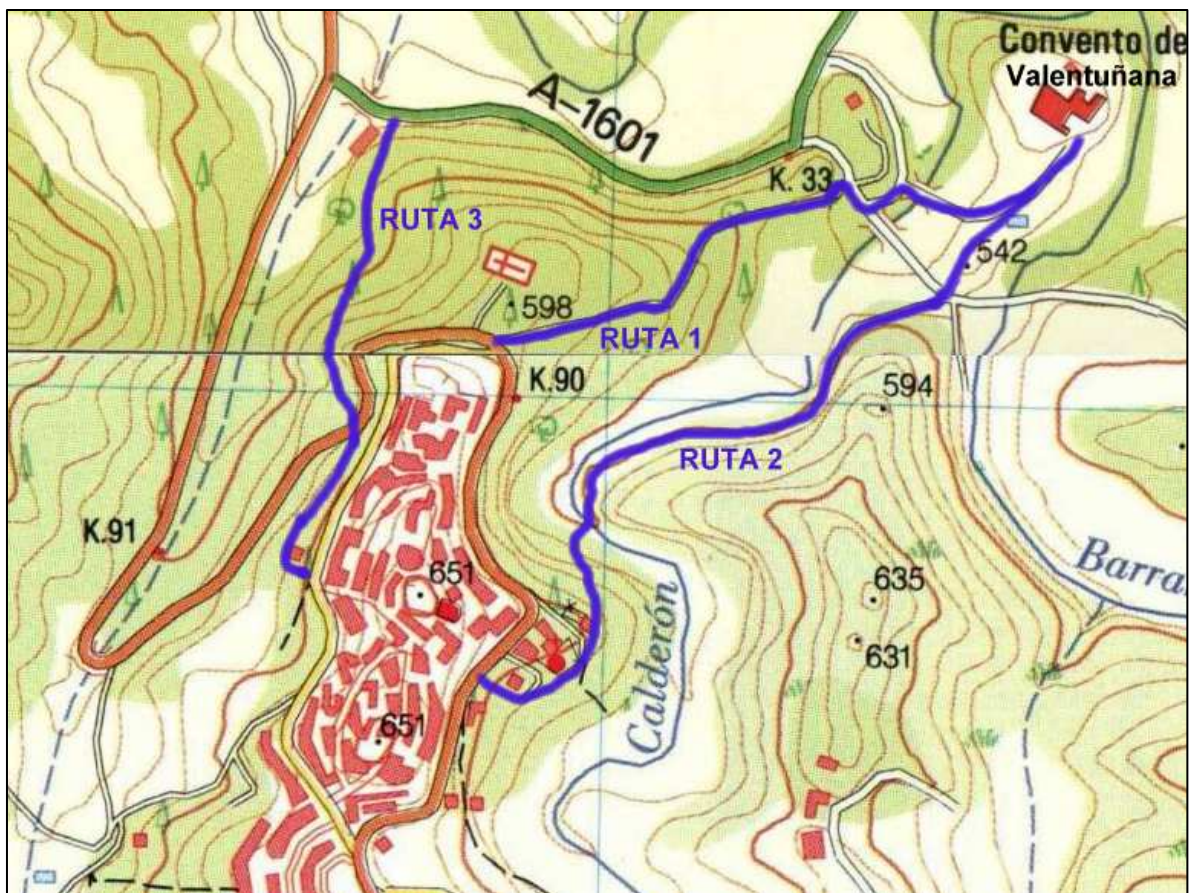 Convento de
Valentuñana
A-1601
K. 33
RUTA 3
542
598
RUTA 1
K.90
594
RUTA 2
K.91
651
635
Barra
631
Calderón
651